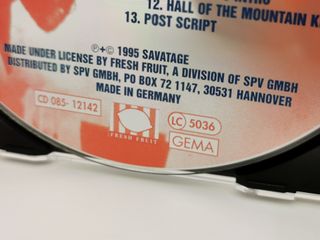 12. HALL OF THE MOUNTAIN K
13. POST SCRIPT
℗+© 1995 SAVATAGE
MADE UNDER LICENSE BY FRESH FRUIT, A DIVISION OF SPV GMBH
DISTRIBUTED BY SPV GMBH, PO BOX 72 1147, 30531 HANNOVER
MADE IN GERMANY
CD 085- 12142
FRESH FRUIT
LC 5036
GEMA